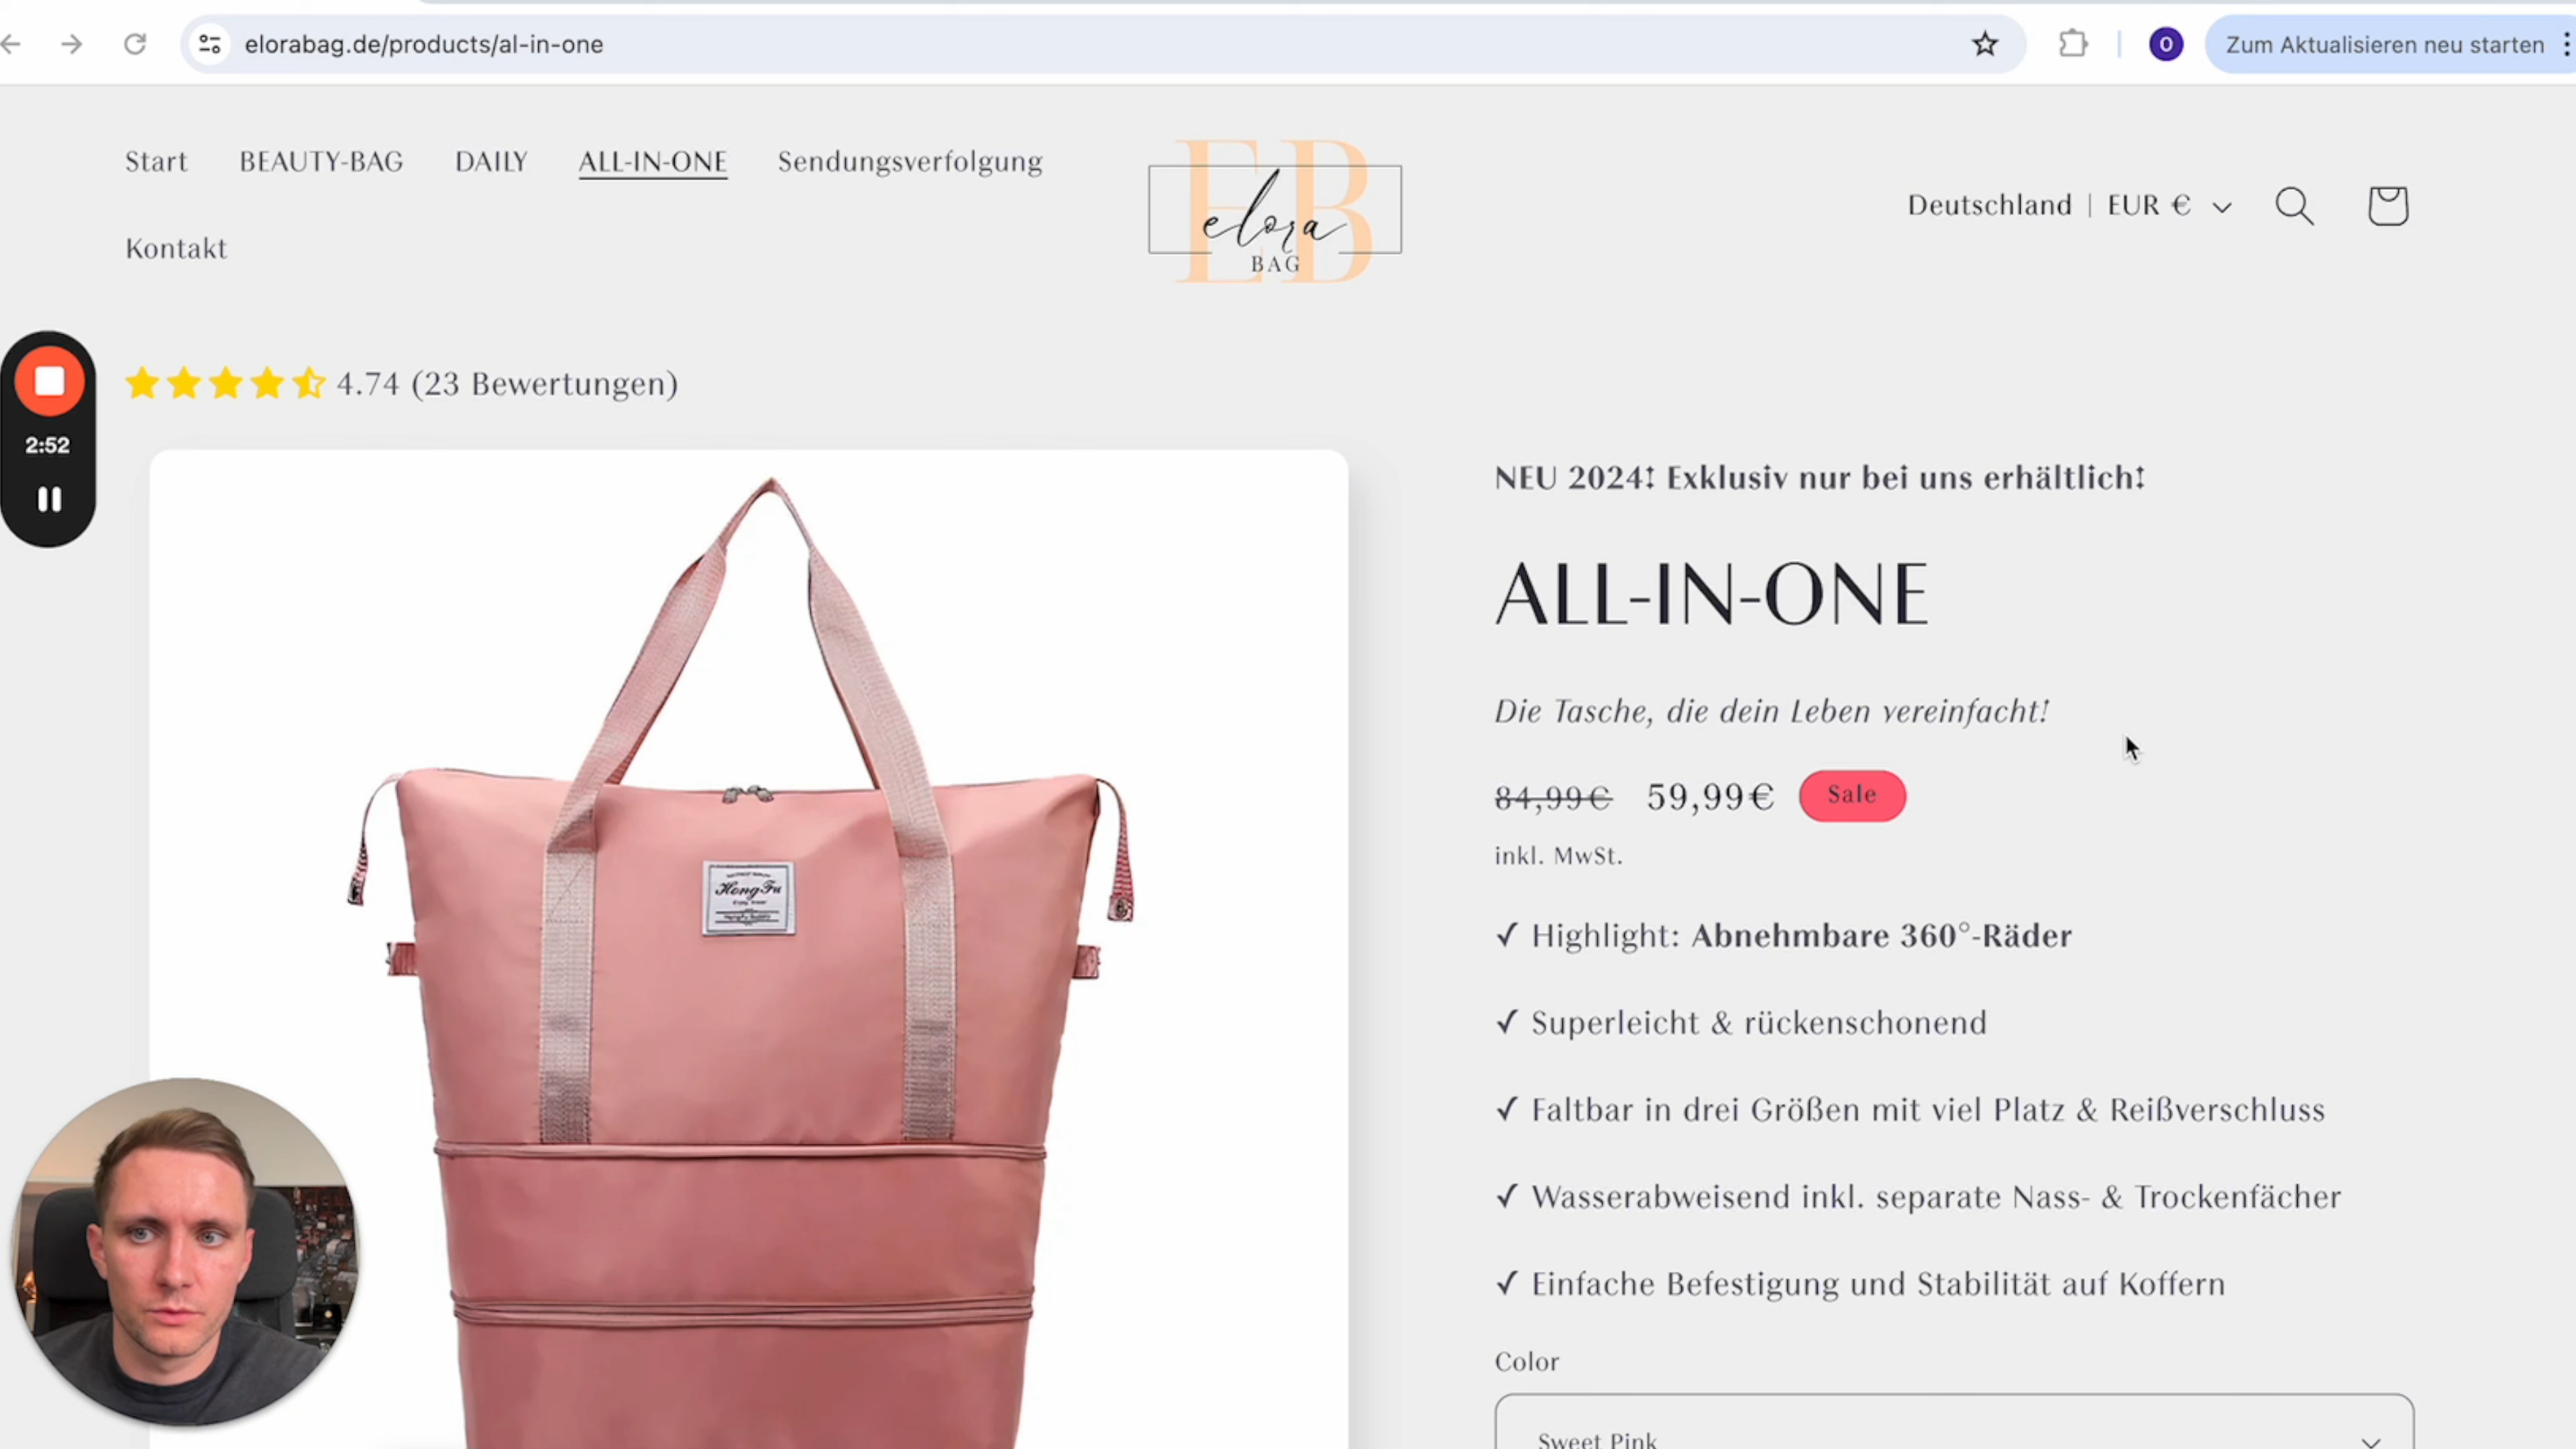 elorabag.de/products/al-in-one
O
Zum Aktualisieren neu starten
Start BEAUTY-BAG DAILY ALL-IN-ONE Sendungsverfolgung
Kontakt
EB
elora
BAG
Deutschland | EUR €
4.74 (23 Bewertungen)
2:52
NEU 2024! Exklusiv nur bei uns erhältlich!
ALL-IN-ONE
Die Tasche, die dein Leben vereinfacht!
84,99€ 59,99€ Sale
inkl. MwSt.
HongFu
✓ Highlight: Abnehmbare 360°-Räder
✓ Superleicht & rückenschonend
✓ Faltbar in drei Größen mit viel Platz & Reißverschluss
✓ Wasserabweisend inkl. separate Nass- & Trockenfächer
✓ Einfache Befestigung und Stabilität auf Koffern
Color
Sweet Pink